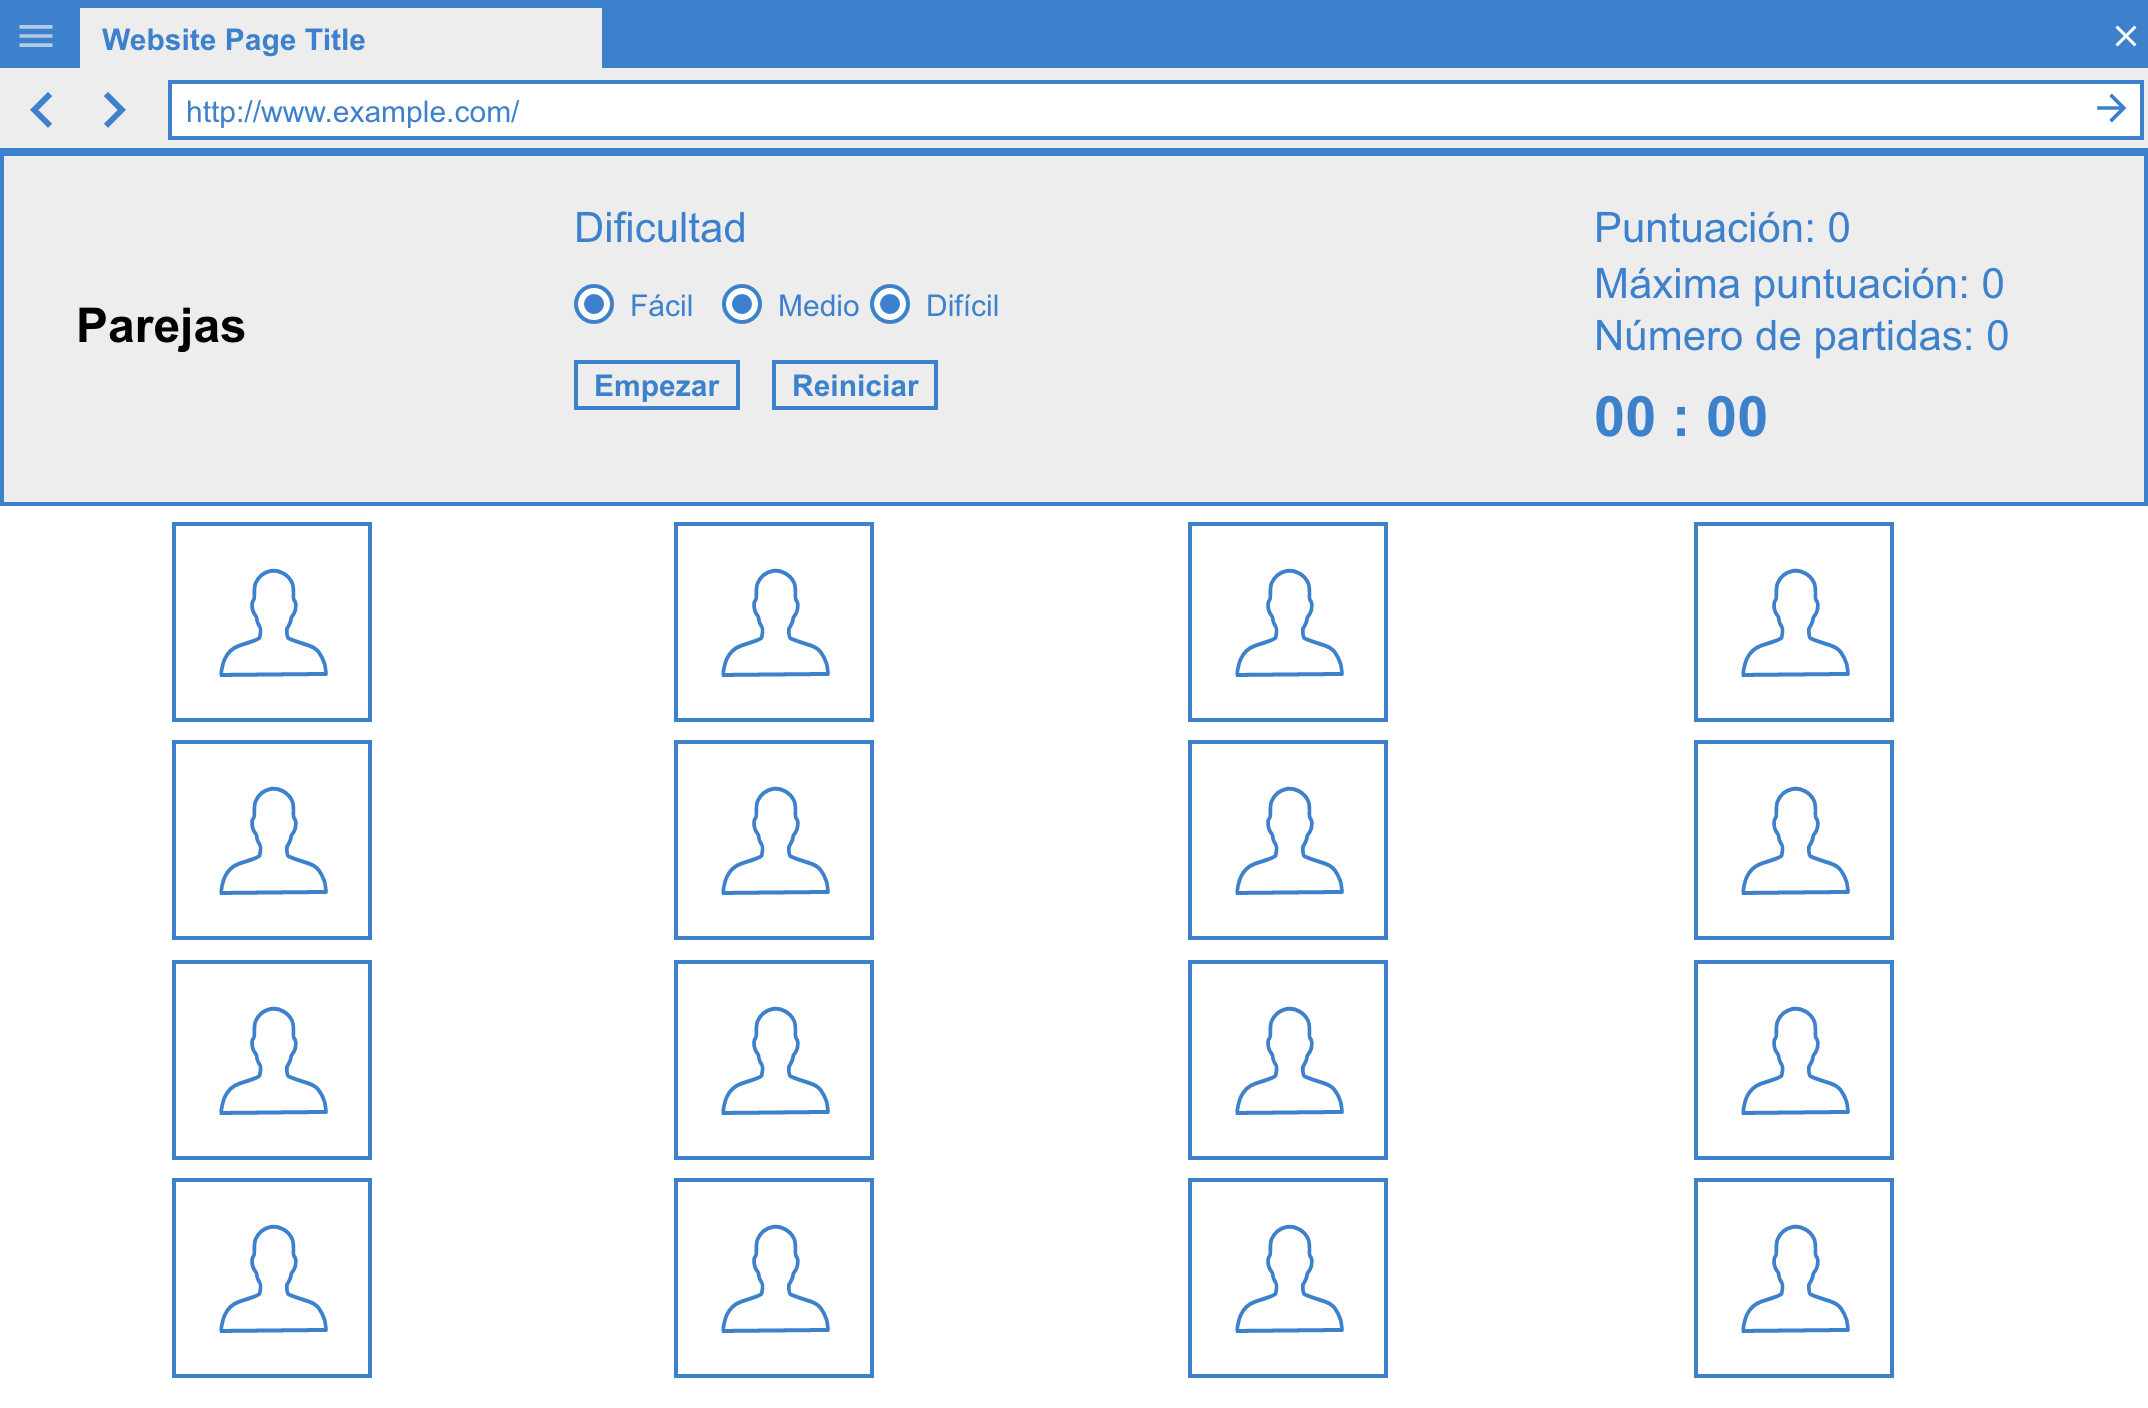 Website Page Title
http://www.example.com/
Parejas
Dificultad
Fácil Medio Difícil
Empezar Reiniciar
Puntuación: 0
Máxima puntuación: 0
Número de partidas: 0
00 : 00